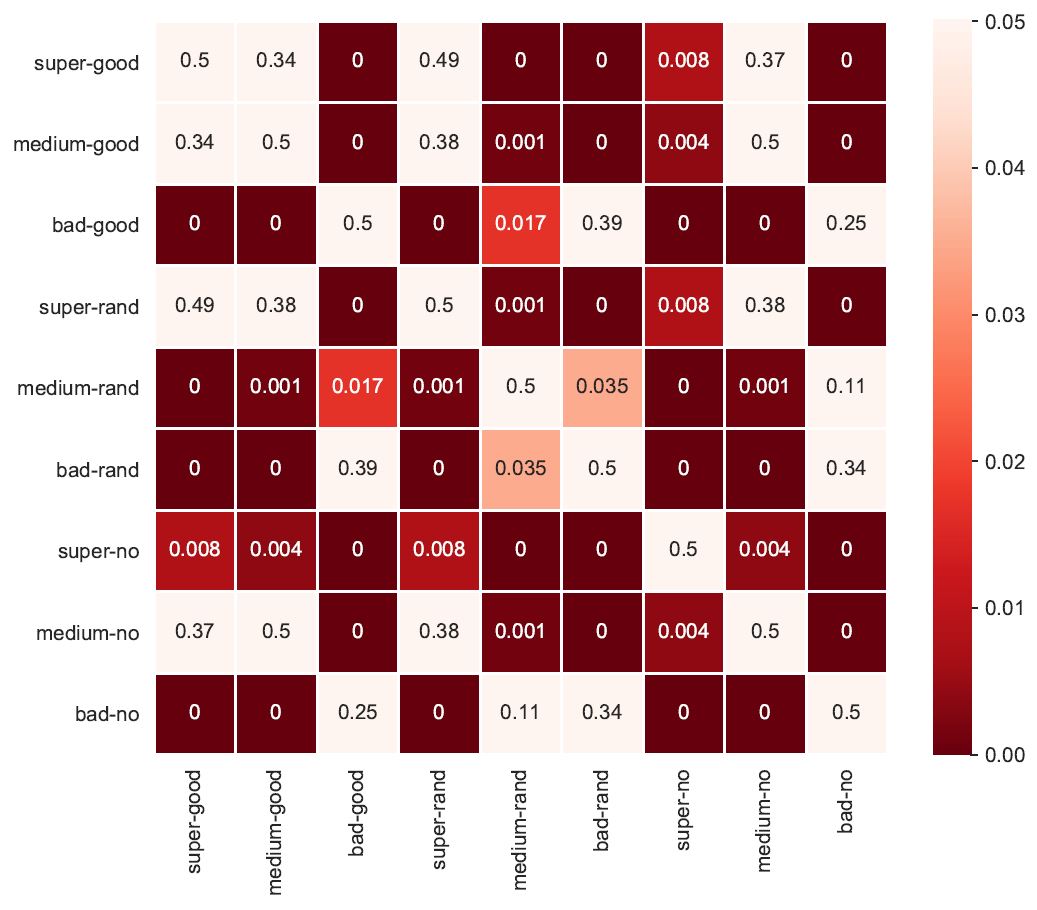 super-good 0.5 0.34 0 0.49 0 0 0.008 0.37 0
medium-good 0.34 0.5 0 0.38 0.001 0 0.004 0.5 0
bad-good 0 0 0.5 0 0.017 0.39 0 0 0.25
super-rand 0.49 0.38 0 0.5 0.001 0 0.008 0.38 0
medium-rand 0 0.001 0.017 0.001 0.5 0.035 0 0.001 0.11
bad-rand 0 0 0.39 0 0.035 0.5 0 0 0.34
super-no 0.008 0.004 0 0.008 0 0 0.5 0.004 0
medium-no 0.37 0.5 0 0.38 0.001 0 0.004 0.5 0
bad-no 0 0 0.25 0 0.11 0.34 0 0 0.5
super-good
medium-good
bad-good
super-rand
medium-rand
bad-rand
super-no
medium-no
bad-no
0.05
0.04
0.03
0.02
0.01
0.00